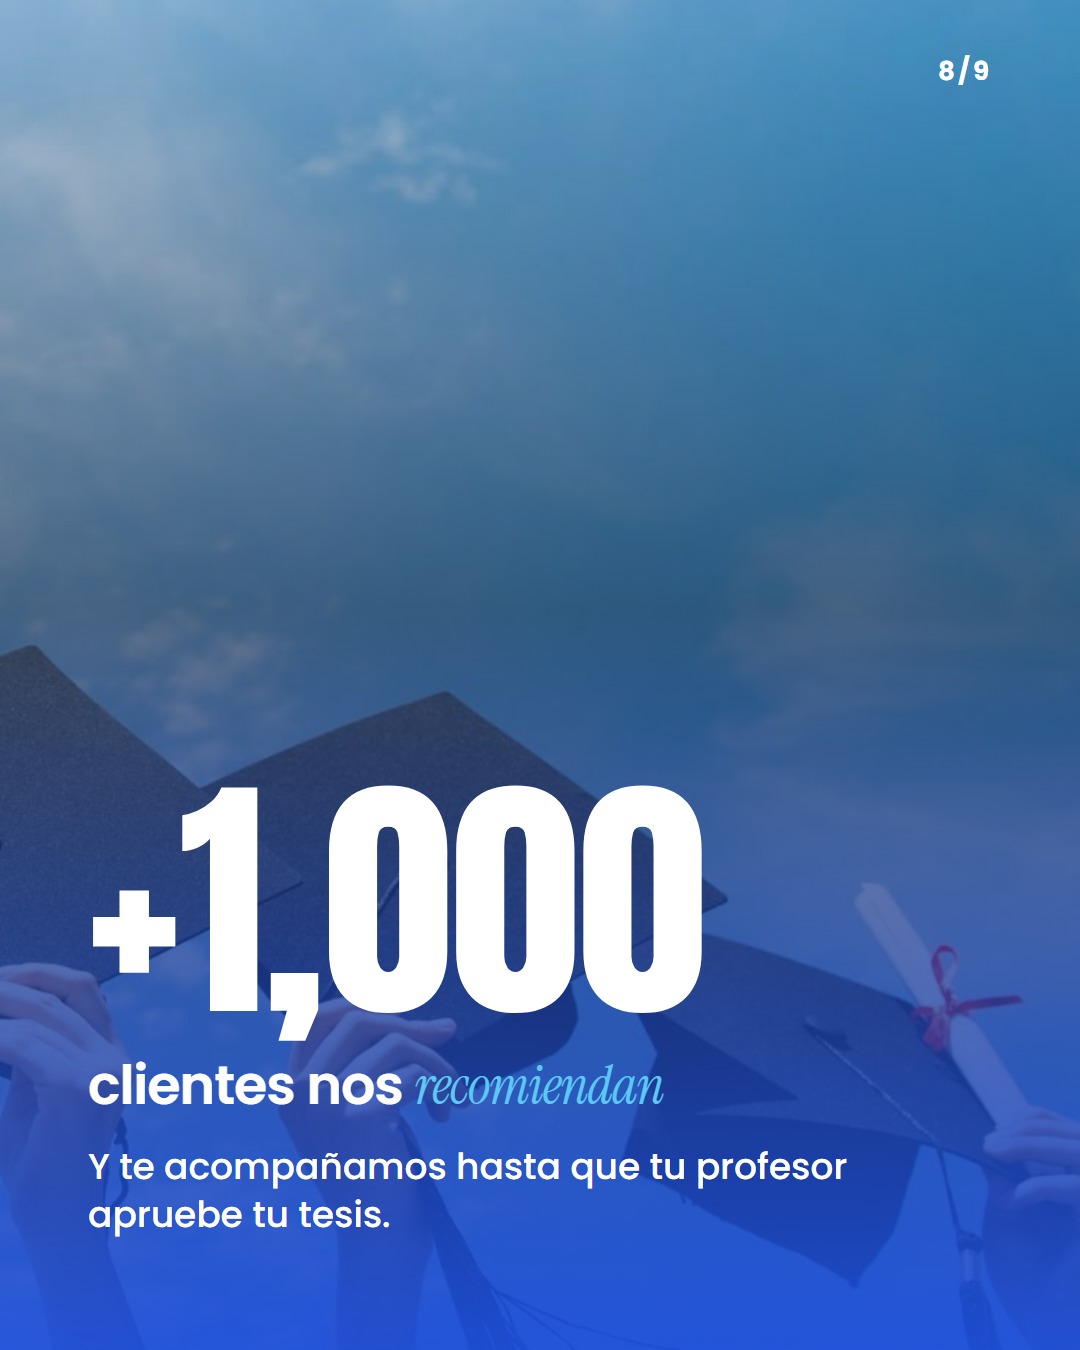 8/9
+1,000
clientes nos recomiendan
Y te acompañamos hasta que tu profesor
apruebe tu tesis.